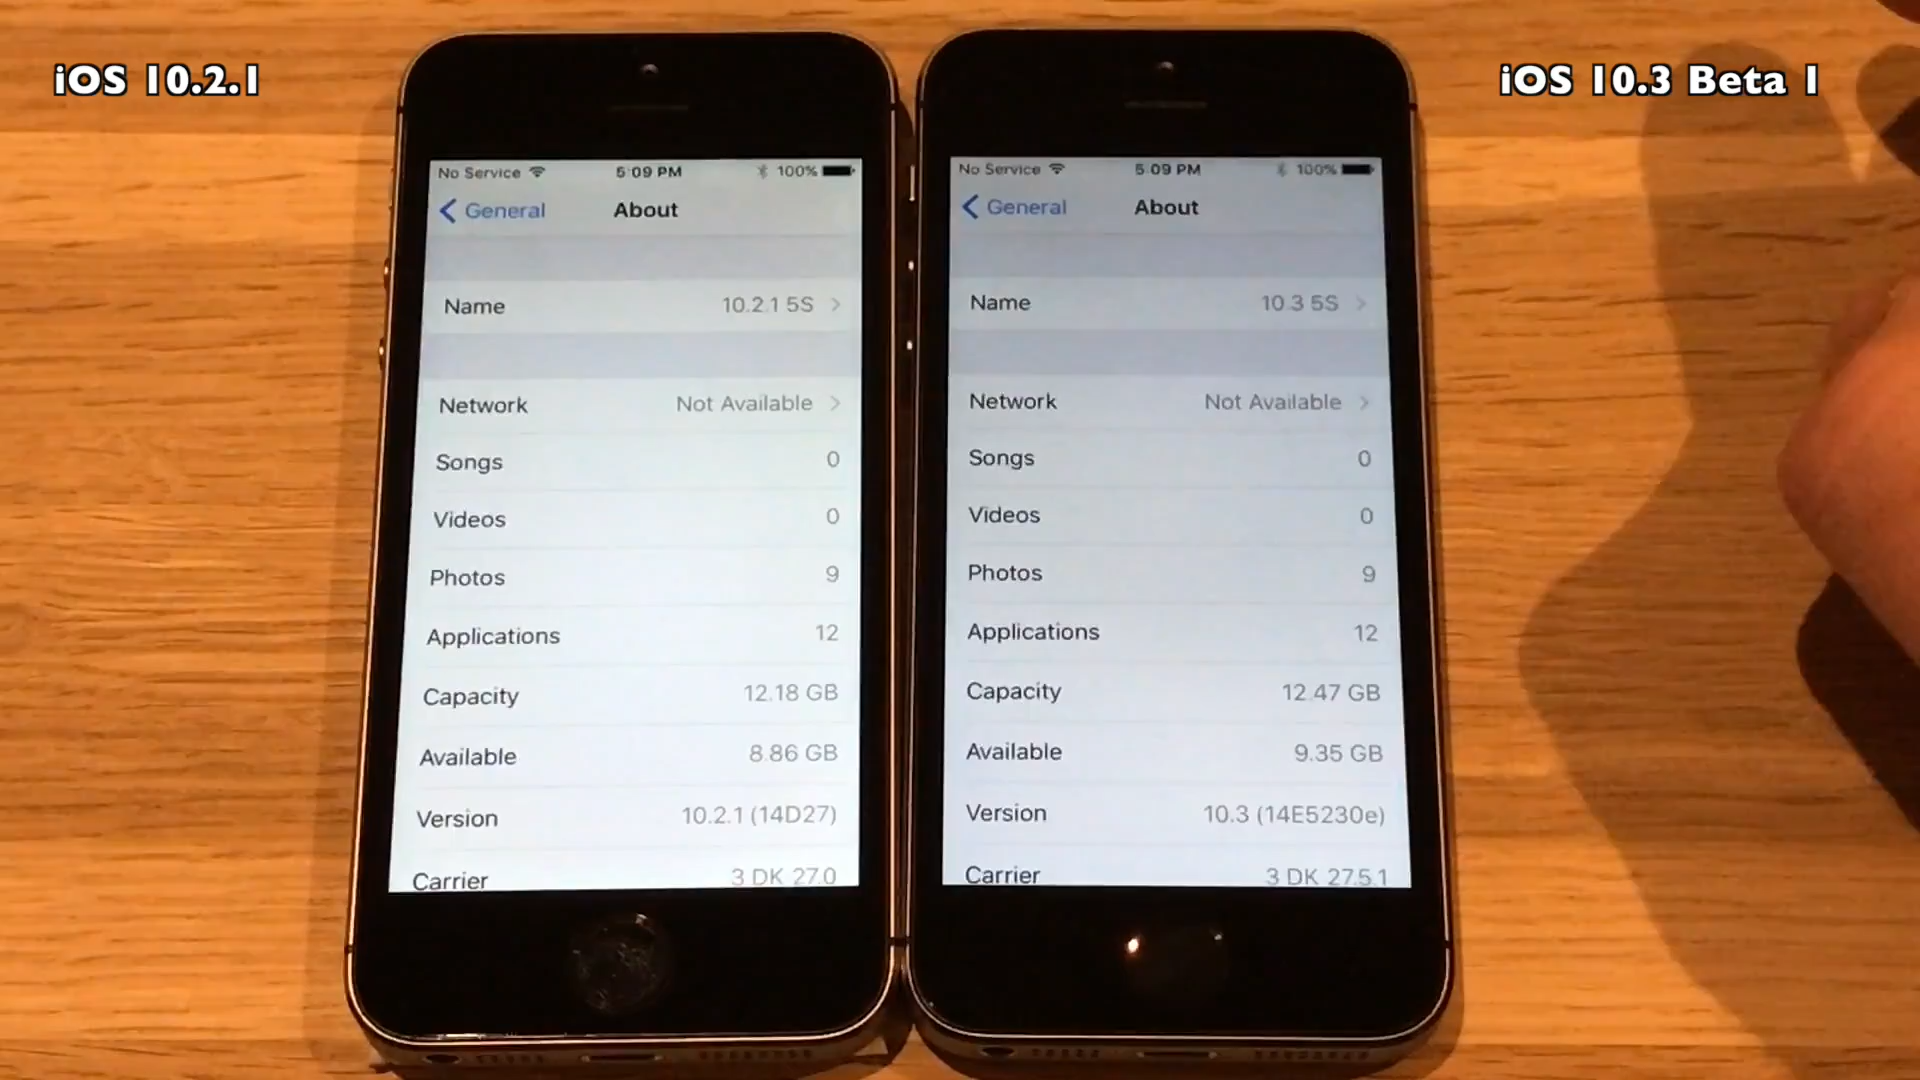 iOS 10.2.1
iOS 10.3 Beta 1
No Service 5:09 PM 100%
General About
Name 10.2.1 5S
Network Not Available
Songs 0
Videos 0
Photos 9
Applications 12
Capacity 12.18 GB
Available 8.86 GB
Version 10.2.1 (14D27)
Carrier 3 DK 27.0
No Service 5:09 PM 100%
General About
Name 10.3 5S
Network Not Available
Songs 0
Videos 0
Photos 9
Applications 12
Capacity 12.47 GB
Available 9.35 GB
Version 10.3 (14E5230e)
Carrier 3 DK 27.5.1